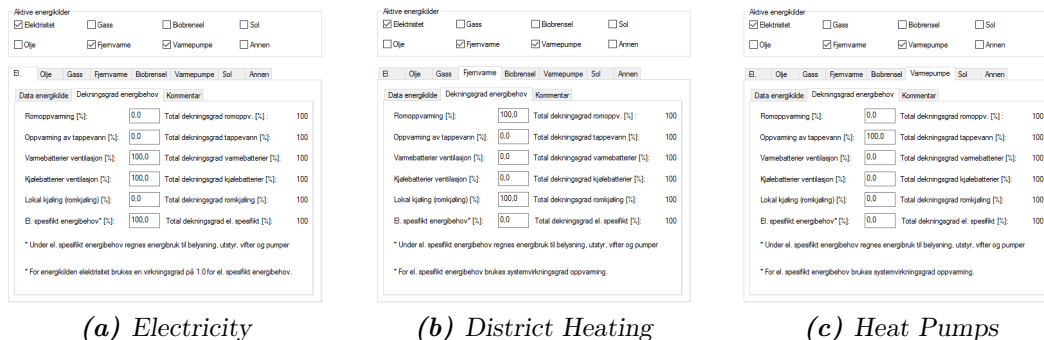 Aktive energikilder
Elektrisitet Gass Biobrensel Sol
Olje Fjernvarme Varmepumpe Annen
El. Olje Gass Fjernvarme Biobrensel Varmepumpe Sol Annen
Data energikilde Dekningsgrad energibehov Kommentar
Romoppvarming [%]: 0,0 Total dekningsgrad romoppv. [%] : 100
Oppvarming av tappevann [%]: 0,0 Total dekningsgrad tappevann [%]: 100
Varmebatterier ventilasjon [%]: 100,0 Total dekningsgrad varmebatterier [%]: 100
Kjølebatterier ventilasjon [%]: 100,0 Total dekningsgrad kjølebatterier [%]: 100
Lokal kjøling (romkjøling) [%]: 0,0 Total dekningsgrad romkjøling [%]: 100
El. spesifikt energibehov* [%]: 100,0 Total dekningsgrad el. spesifikt [%]: 100
* Under el. spesifikt energibehov regnes energibruk til belysning, utstyr, vifter og pumper
* For energikilden elektrisitet brukes en virkningsgrad på 1.0 for el. spesifikt energibehov.
(a) Electricity
Aktive energikilder
Elektrisitet Gass Biobrensel Sol
Olje Fjernvarme Varmepumpe Annen
El. Olje Gass Fjernvarme Biobrensel Varmepumpe Sol Annen
Data energikilde Dekningsgrad energibehov Kommentar
Romoppvarming [%]: 100,0 Total dekningsgrad romoppv. [%] : 100
Oppvarming av tappevann [%]: 0,0 Total dekningsgrad tappevann [%]: 100
Varmebatterier ventilasjon [%]: 0,0 Total dekningsgrad varmebatterier [%]: 100
Kjølebatterier ventilasjon [%]: 0,0 Total dekningsgrad kjølebatterier [%]: 100
Lokal kjøling (romkjøling) [%]: 100,0 Total dekningsgrad romkjøling [%]: 100
El. spesifikt energibehov* [%]: 0,0 Total dekningsgrad el. spesifikt [%]: 100
* Under el. spesifikt energibehov regnes energibruk til belysning, utstyr, vifter og pumper
* For el. spesifikt energibehov brukes systemvirkningsgrad oppvarming.
(b) District Heating
Aktive energikilder
Elektrisitet Gass Biobrensel Sol
Olje Fjernvarme Varmepumpe Annen
El. Olje Gass Fjernvarme Biobrensel Varmepumpe Sol Annen
Data energikilde Dekningsgrad energibehov Kommentar
Romoppvarming [%]: 0,0 Total dekningsgrad romoppv. [%] : 100
Oppvarming av tappevann [%]: 100,0 Total dekningsgrad tappevann [%]: 100
Varmebatterier ventilasjon [%]: 0,0 Total dekningsgrad varmebatterier [%]: 100
Kjølebatterier ventilasjon [%]: 0,0 Total dekningsgrad kjølebatterier [%]: 100
Lokal kjøling (romkjøling) [%]: 0,0 Total dekningsgrad romkjøling [%]: 100
El. spesifikt energibehov* [%]: 0,0 Total dekningsgrad el. spesifikt [%]: 100
* Under el. spesifikt energibehov regnes energibruk til belysning, utstyr, vifter og pumper
* For el. spesifikt energibehov brukes systemvirkningsgrad oppvarming.
(c) Heat Pumps